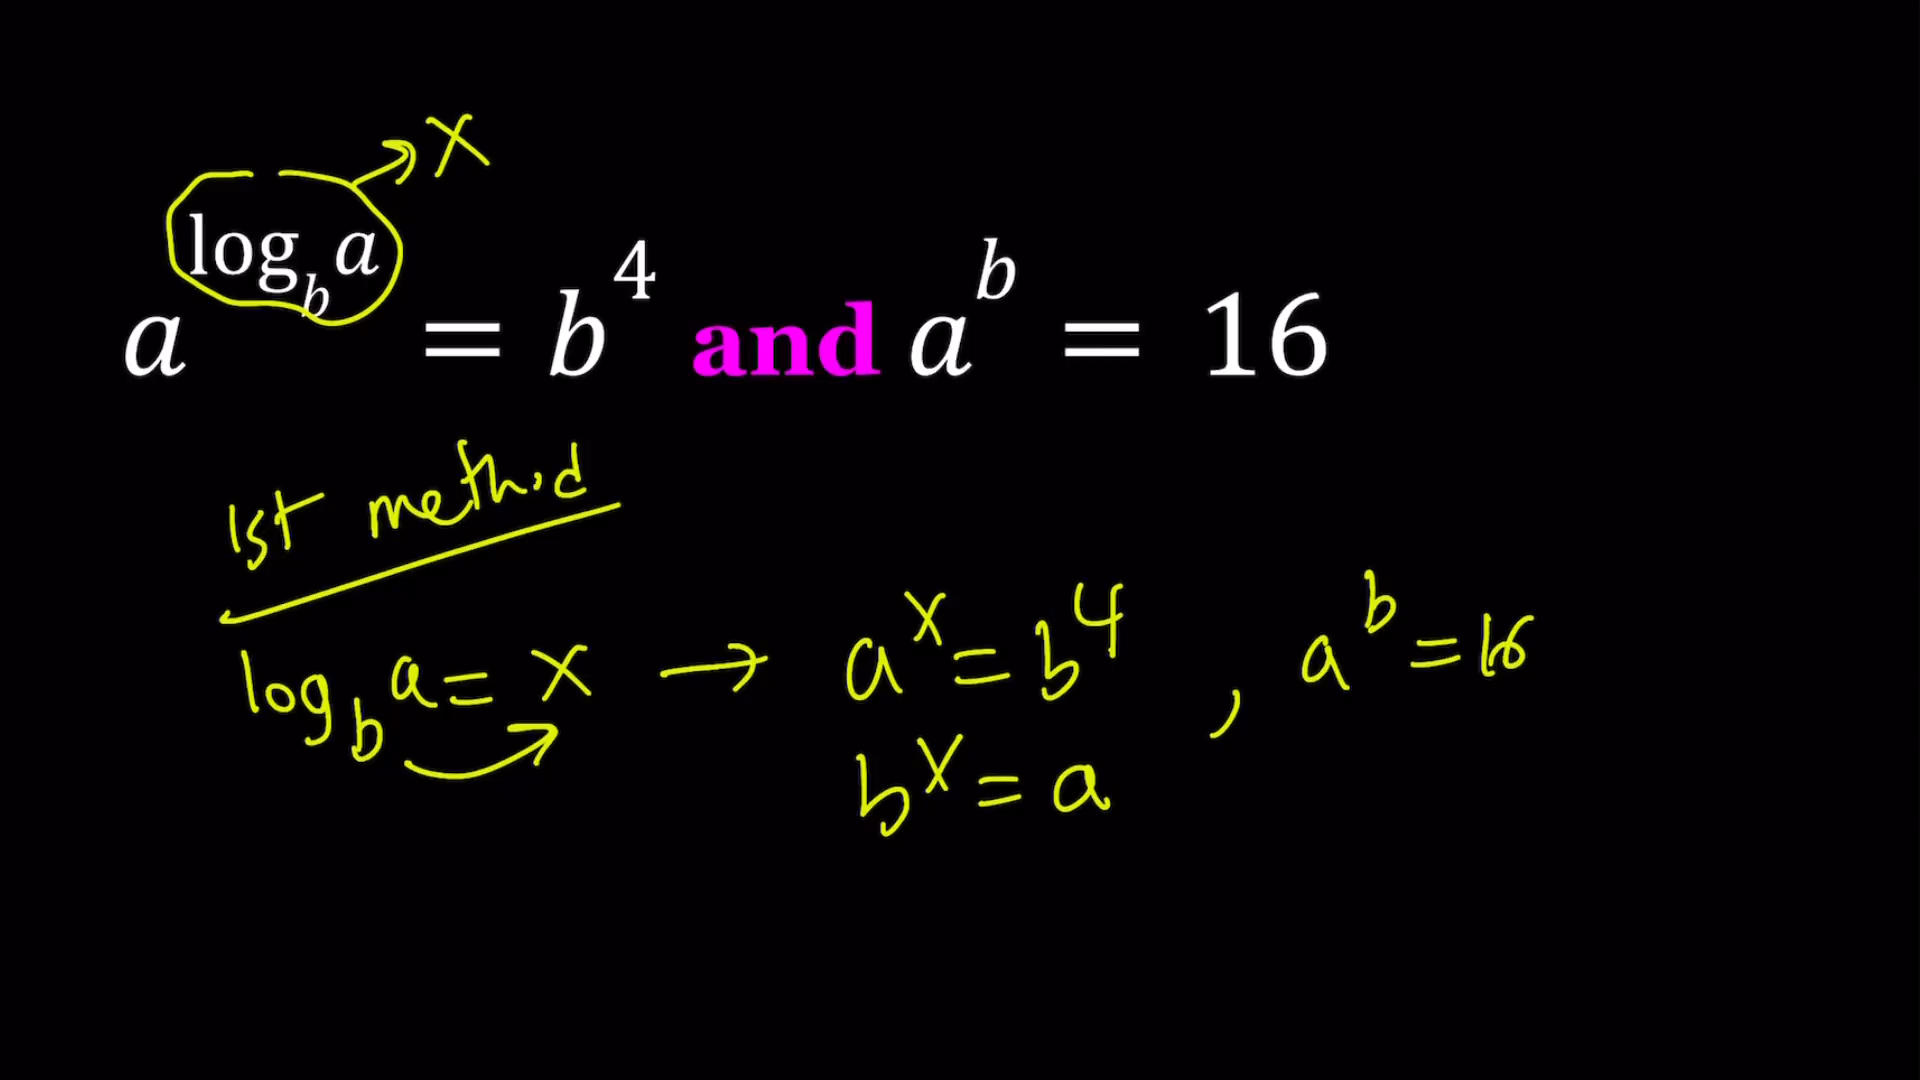 x
a^{log_b a} = b^4 and a^b = 16
1st method
log_b a = x → a^x = b^4 , a^b = 16
b^x = a